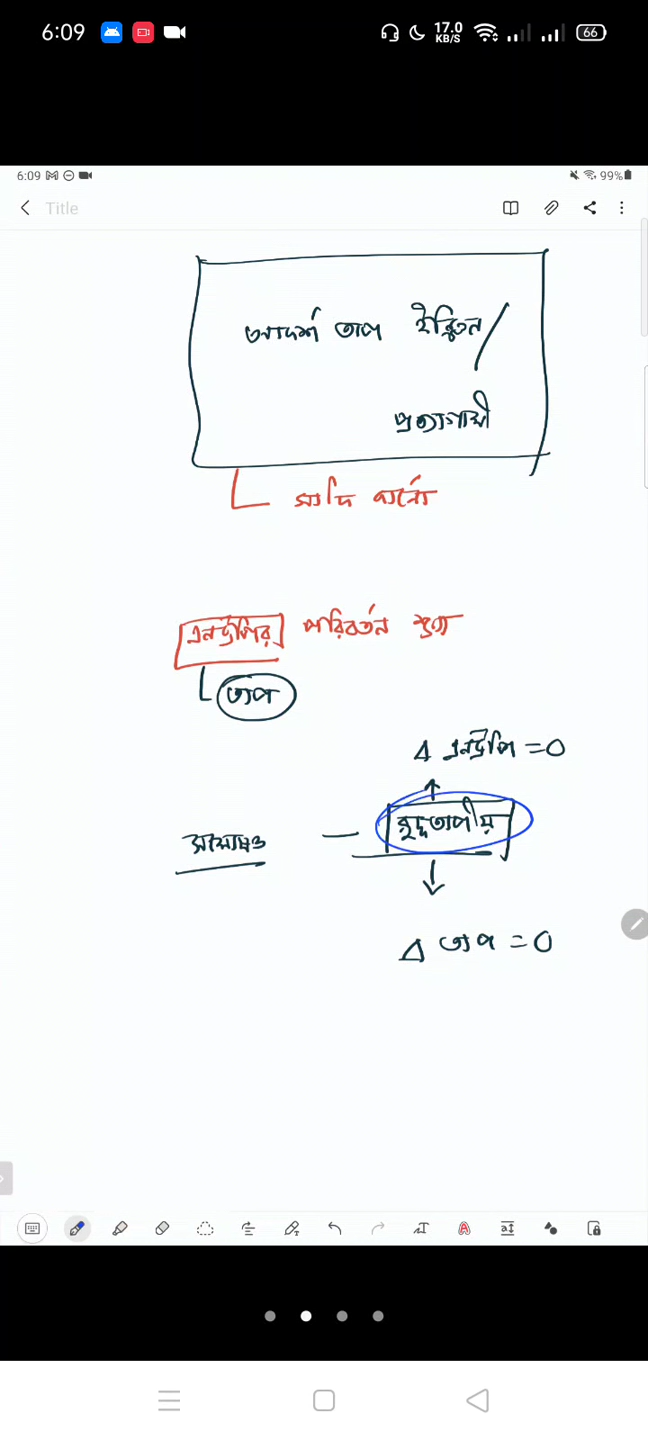 6:09 17.0 KB/S 66
6:09 99%
Title
আদর্শ তাপ ইঞ্জিন/
প্রত্যাগামী
সাদি কার্নো
এনট্রপির পরিবর্তন শূন্য
তাপ
Δ এনট্রপি = 0
রুদ্ধতাপীয়
Δ তাপ = 0